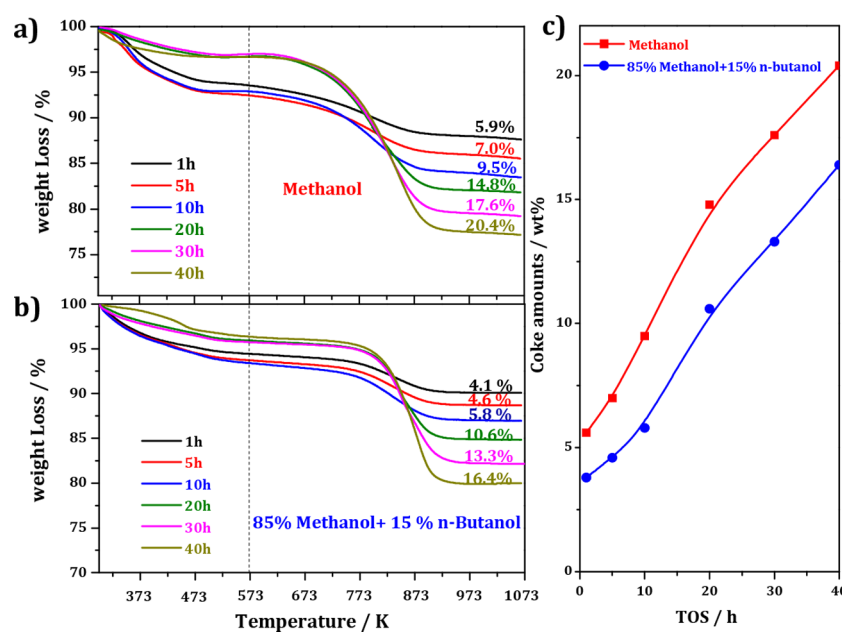 a)
100
95
90
85
80
75
weight Loss / %
1h
5h
10h
20h
30h
40h
Methanol
5.9%
7.0%
9.5%
14.8%
17.6%
20.4%
b)
100
95
90
85
80
75
70
weight Loss / %
1h
5h
10h
20h
30h
40h
4.1 %
4.6 %
5.8 %
10.6%
13.3%
16.4%
85% Methanol+ 15 % n-Butanol
373 473 573 673 773 873 973 1073
Temperature / K
c)
Methanol
85% Methanol+15% n-butanol
20
15
10
5
0
Coke amounts / wt%
0 10 20 30 40
TOS / h